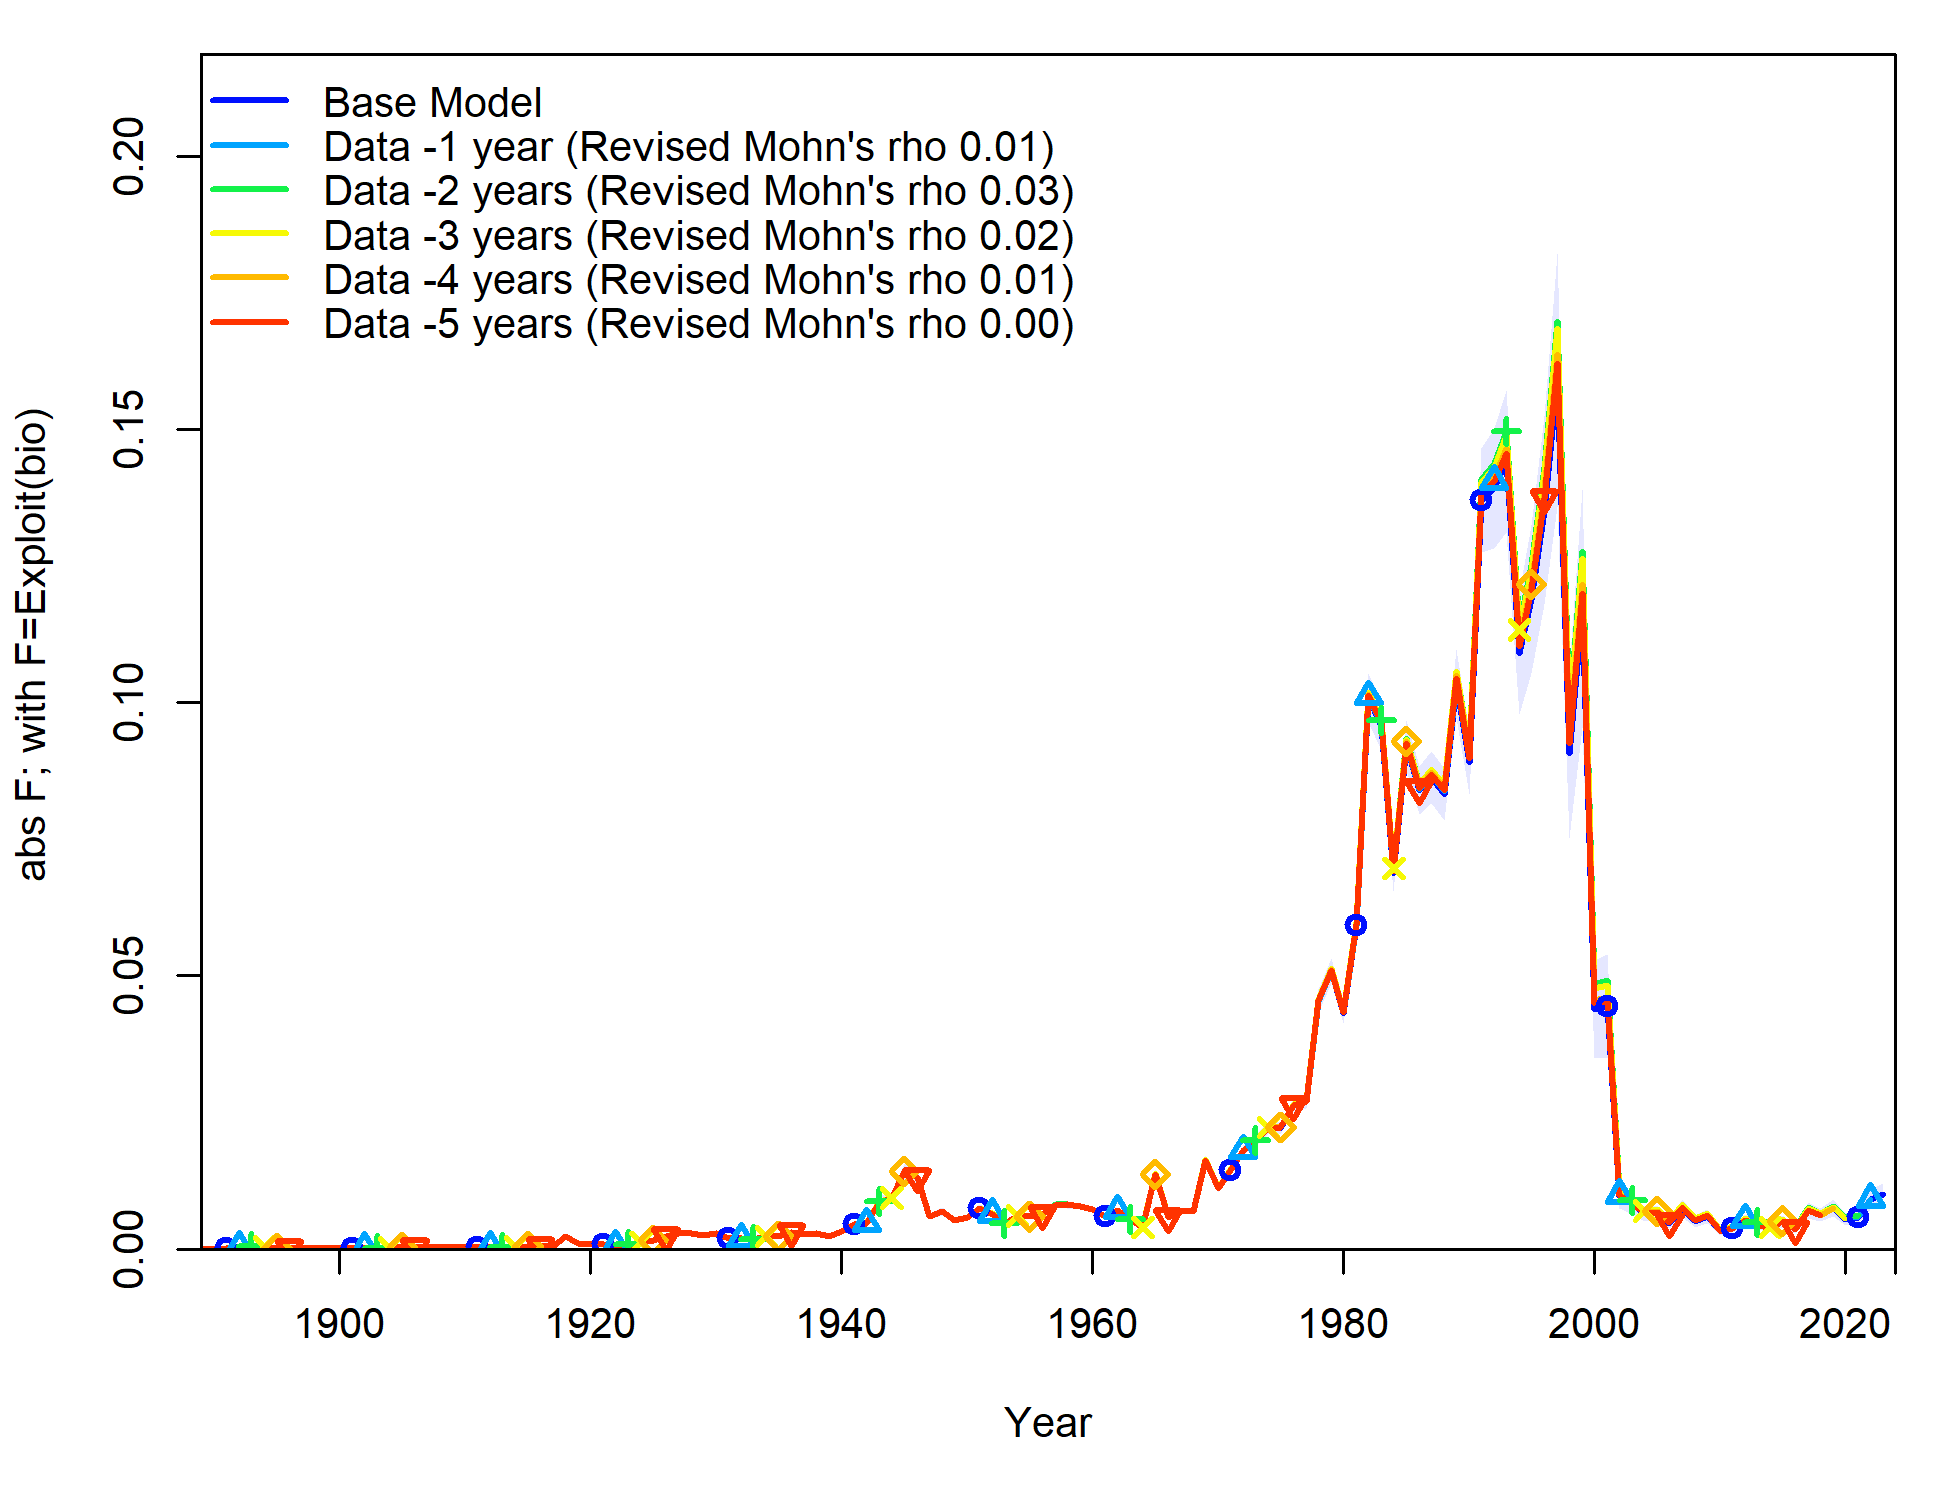 Base Model
Data -1 year (Revised Mohn's rho 0.01)
Data -2 years (Revised Mohn's rho 0.03)
Data -3 years (Revised Mohn's rho 0.02)
Data -4 years (Revised Mohn's rho 0.01)
Data -5 years (Revised Mohn's rho 0.00)
abs F; with F=Exploit(bio)
0.20
0.15
0.10
0.05
0.00
1900 1920 1940 1960 1980 2000 2020
Year